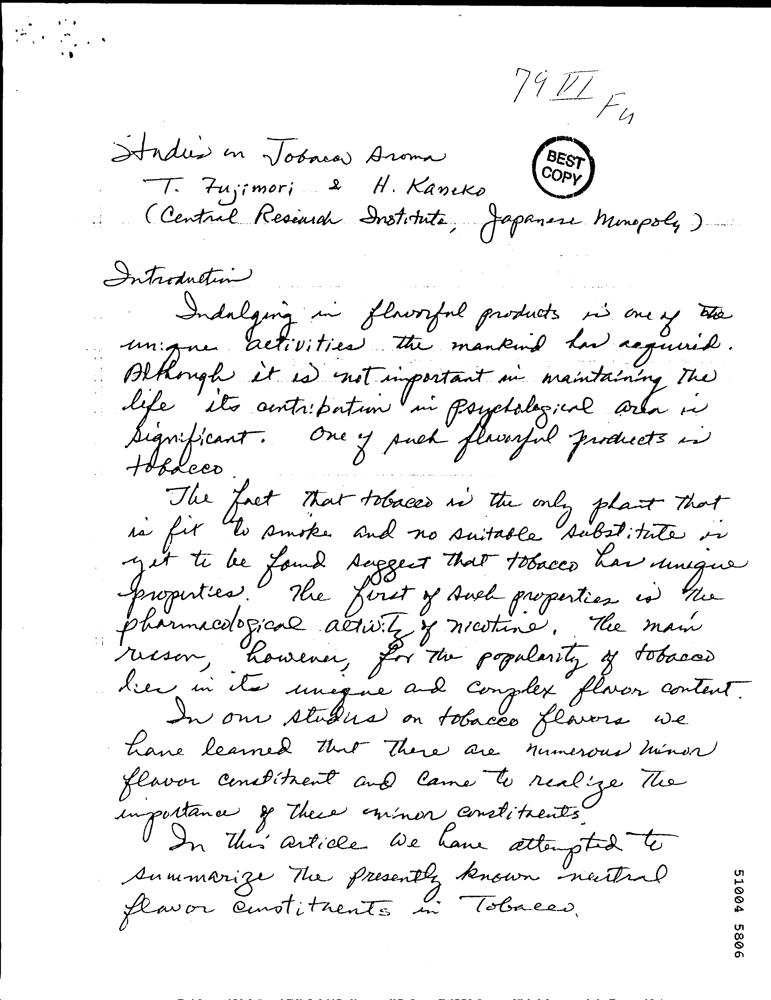 79 VI Fu
Studies on Tobacco Aroma
BEST
COPY
T. Fujimori & H. Kaneko
(Central Research Institute, Japanese Monopoly)
Introduction
Indulging in flavorful products is one of the
unique activities the mankind has acquired.
Although it is not important in maintaining the
life its contribution in psychological area is
significant. One of such flavorful products is
tobacco.
The fact that tobacco is the only plant that
is fit to smoke and no suitable substitute is
yet to be found suggest that tobacco has unique
properties. The first of such properties is the
pharmacological activity of nicotine. The main
reason, however, for the popularity of tobacco
lies in its unique and complex flavor content.
In our studies on tobacco flavors we
have learned that there are numerous minor
flavor constituent and came to realize the
importance of these minor constituents.
In this article we have attempted to
summarize the presently known neutral
flavor constituents in Tobacco.
51004 5806